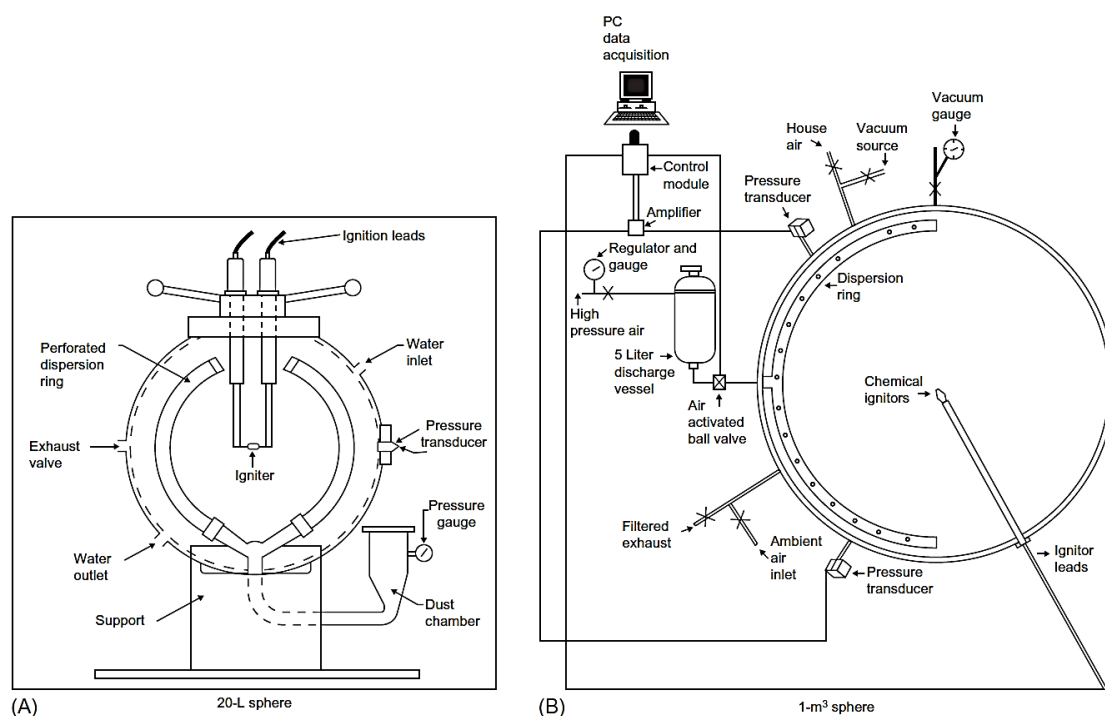 PC
data
acquisition
Vacuum
gauge
House
air
Vacuum
source
Control
module
Pressure
transducer
Amplifier
Ignition leads
Regulator and
gauge
Dispersion
ring
High
pressure air
Perforated
dispersion
ring
Water
inlet
5 Liter
discharge
vessel
Chemical
ignitors
Air
activated
ball valve
Exhaust
valve
Pressure
transducer
Igniter
Pressure
gauge
Filtered
exhaust
Ambient
air
inlet
Water
outlet
Ignitor
leads
Pressure
transducer
Support
Dust
chamber
(A)
20-L sphere
(B)
1-m³ sphere